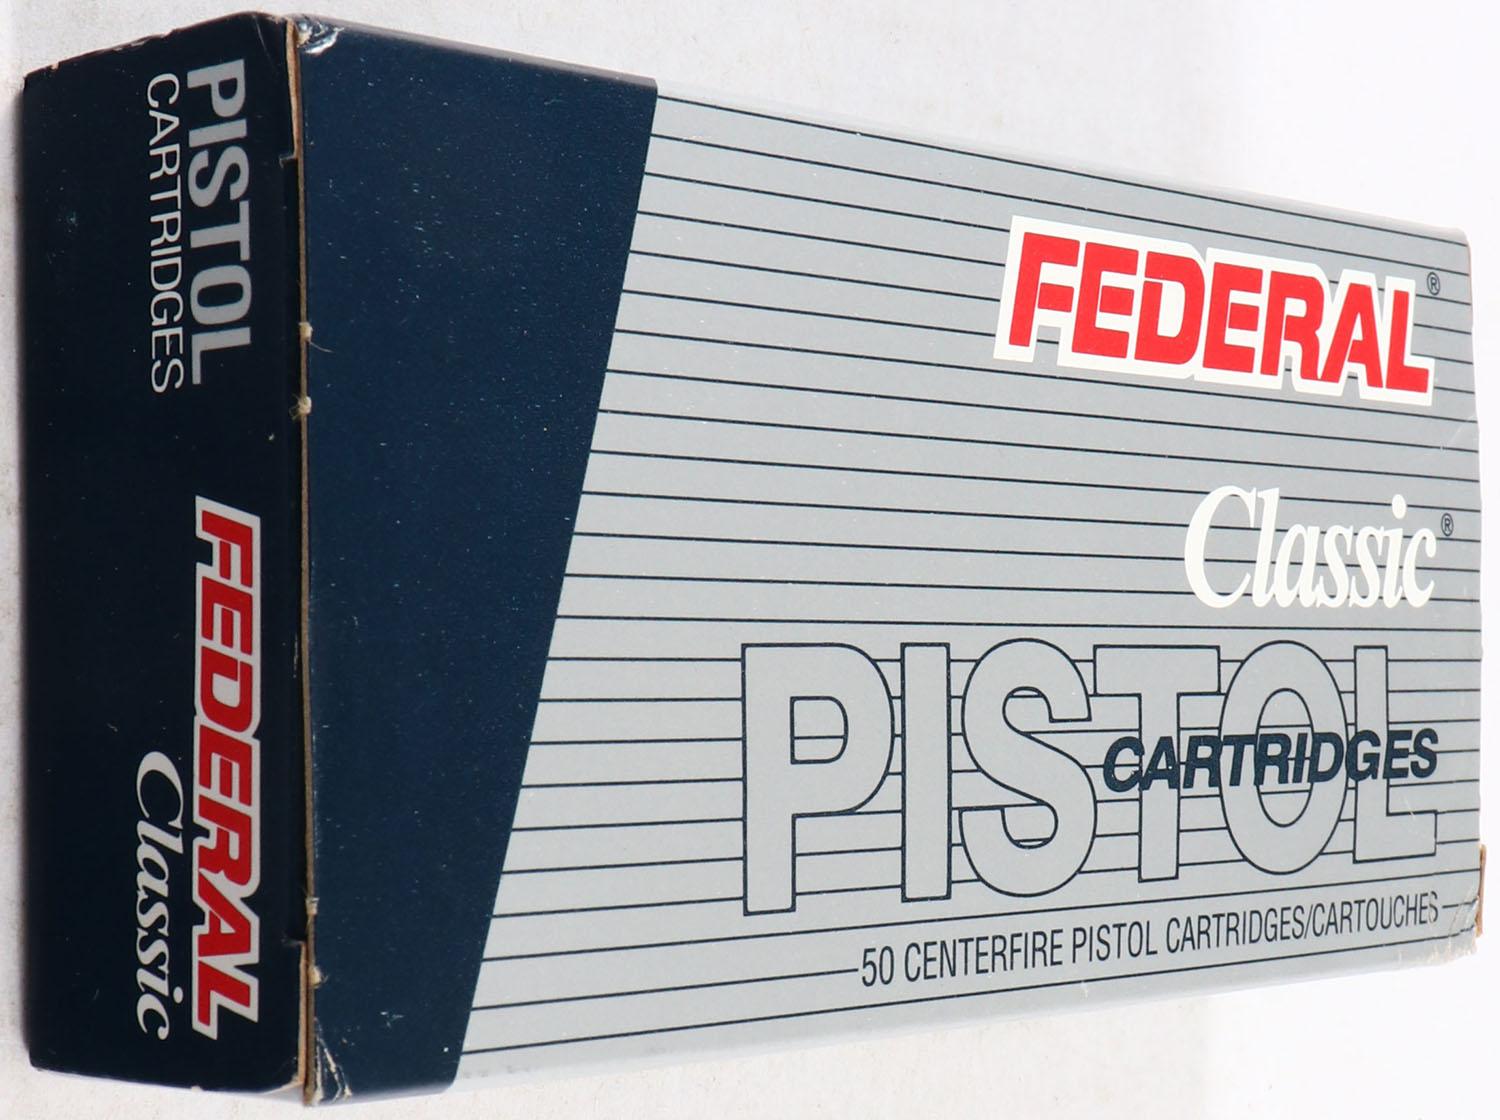 FEDERAL®
Classic®
PISTOL
CARTRIDGES
50 CENTERFIRE PISTOL CARTRIDGES/CARTOUCHES
PISTOL
CARTRIDGES
FEDERAL
Classic